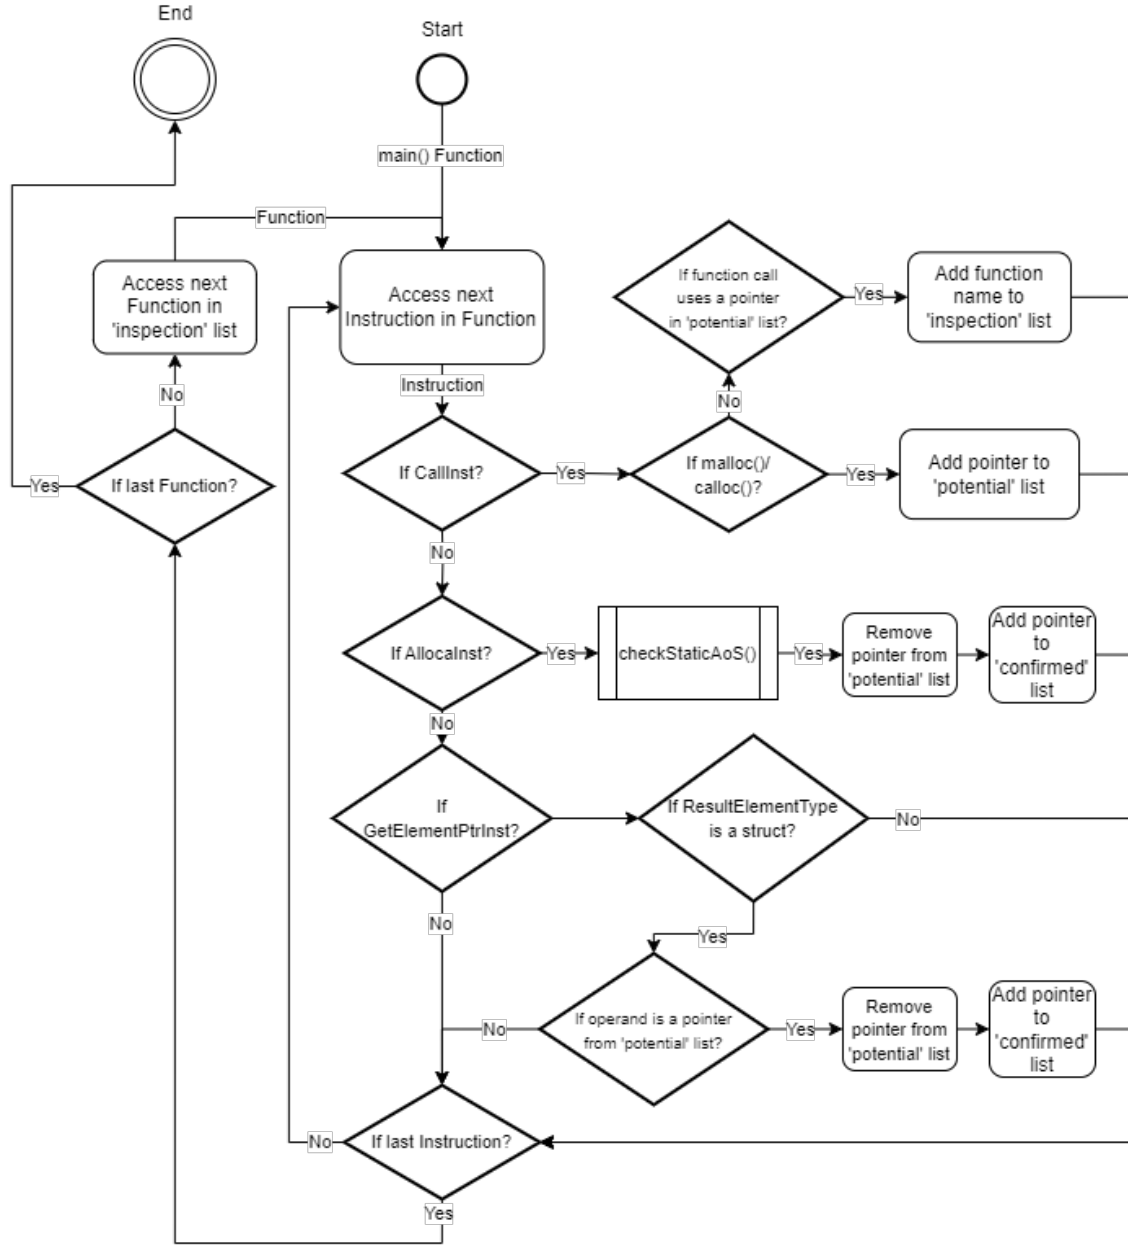 End
Start
main() Function
Function
Access next
Function in
'inspection' list
Access next
Instruction in Function
If function call
uses a pointer
in 'potential' list?
Yes
Add function
name to
'inspection' list
No
Instruction
No
If last Function?
Yes
If CallInst?
Yes
If malloc()/
calloc()?
Yes
Add pointer to
'potential' list
No
If AllocaInst?
Yes
checkStaticAoS()
Yes
Remove
pointer from
'potential' list
Add pointer
to
'confirmed'
list
No
If
GetElementPtrInst?
If ResultElementType
is a struct?
No
No
Yes
If operand is a pointer
from 'potential' list?
No
Yes
Remove
pointer from
'potential' list
Add pointer
to
'confirmed'
list
If last Instruction?
No
Yes